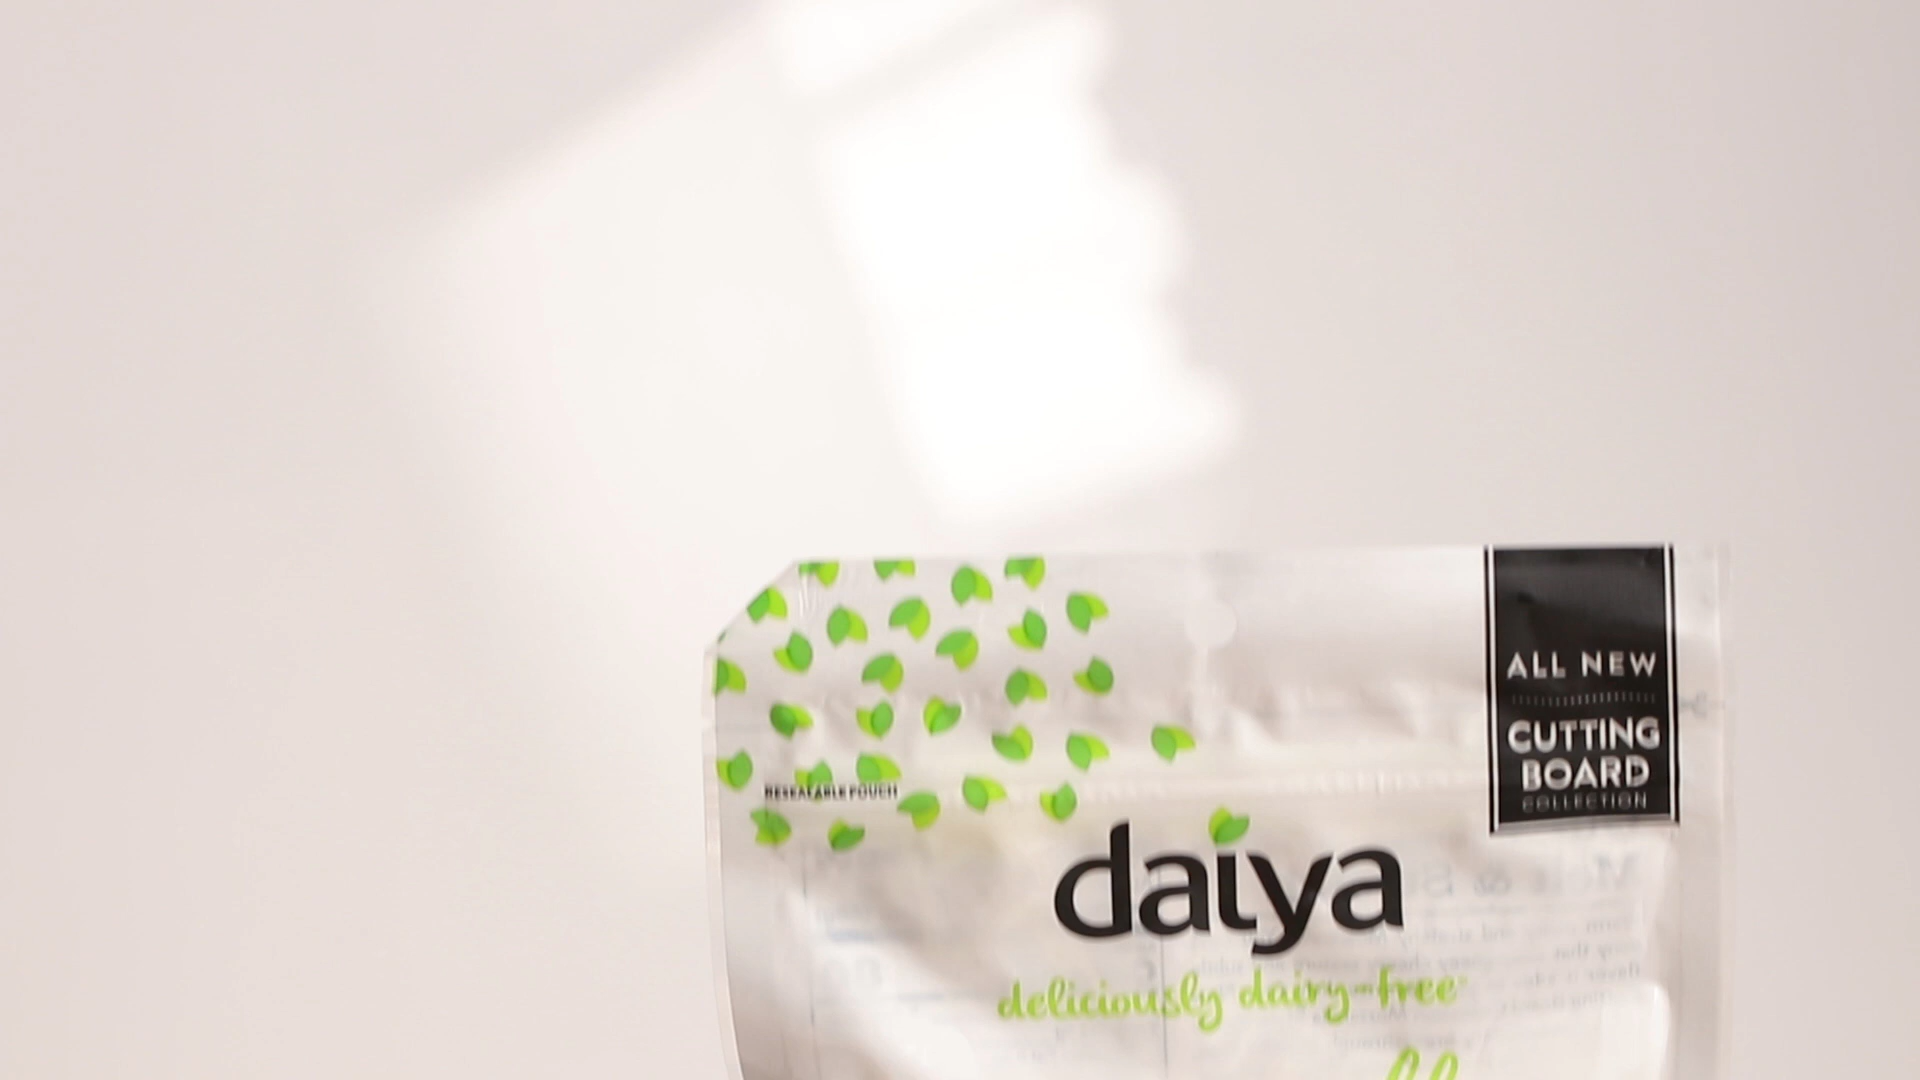 ALL NEW
CUTTING
BOARD
COLLECTION
RESEALABLE POUCH
daiya
deliciously dairy-free